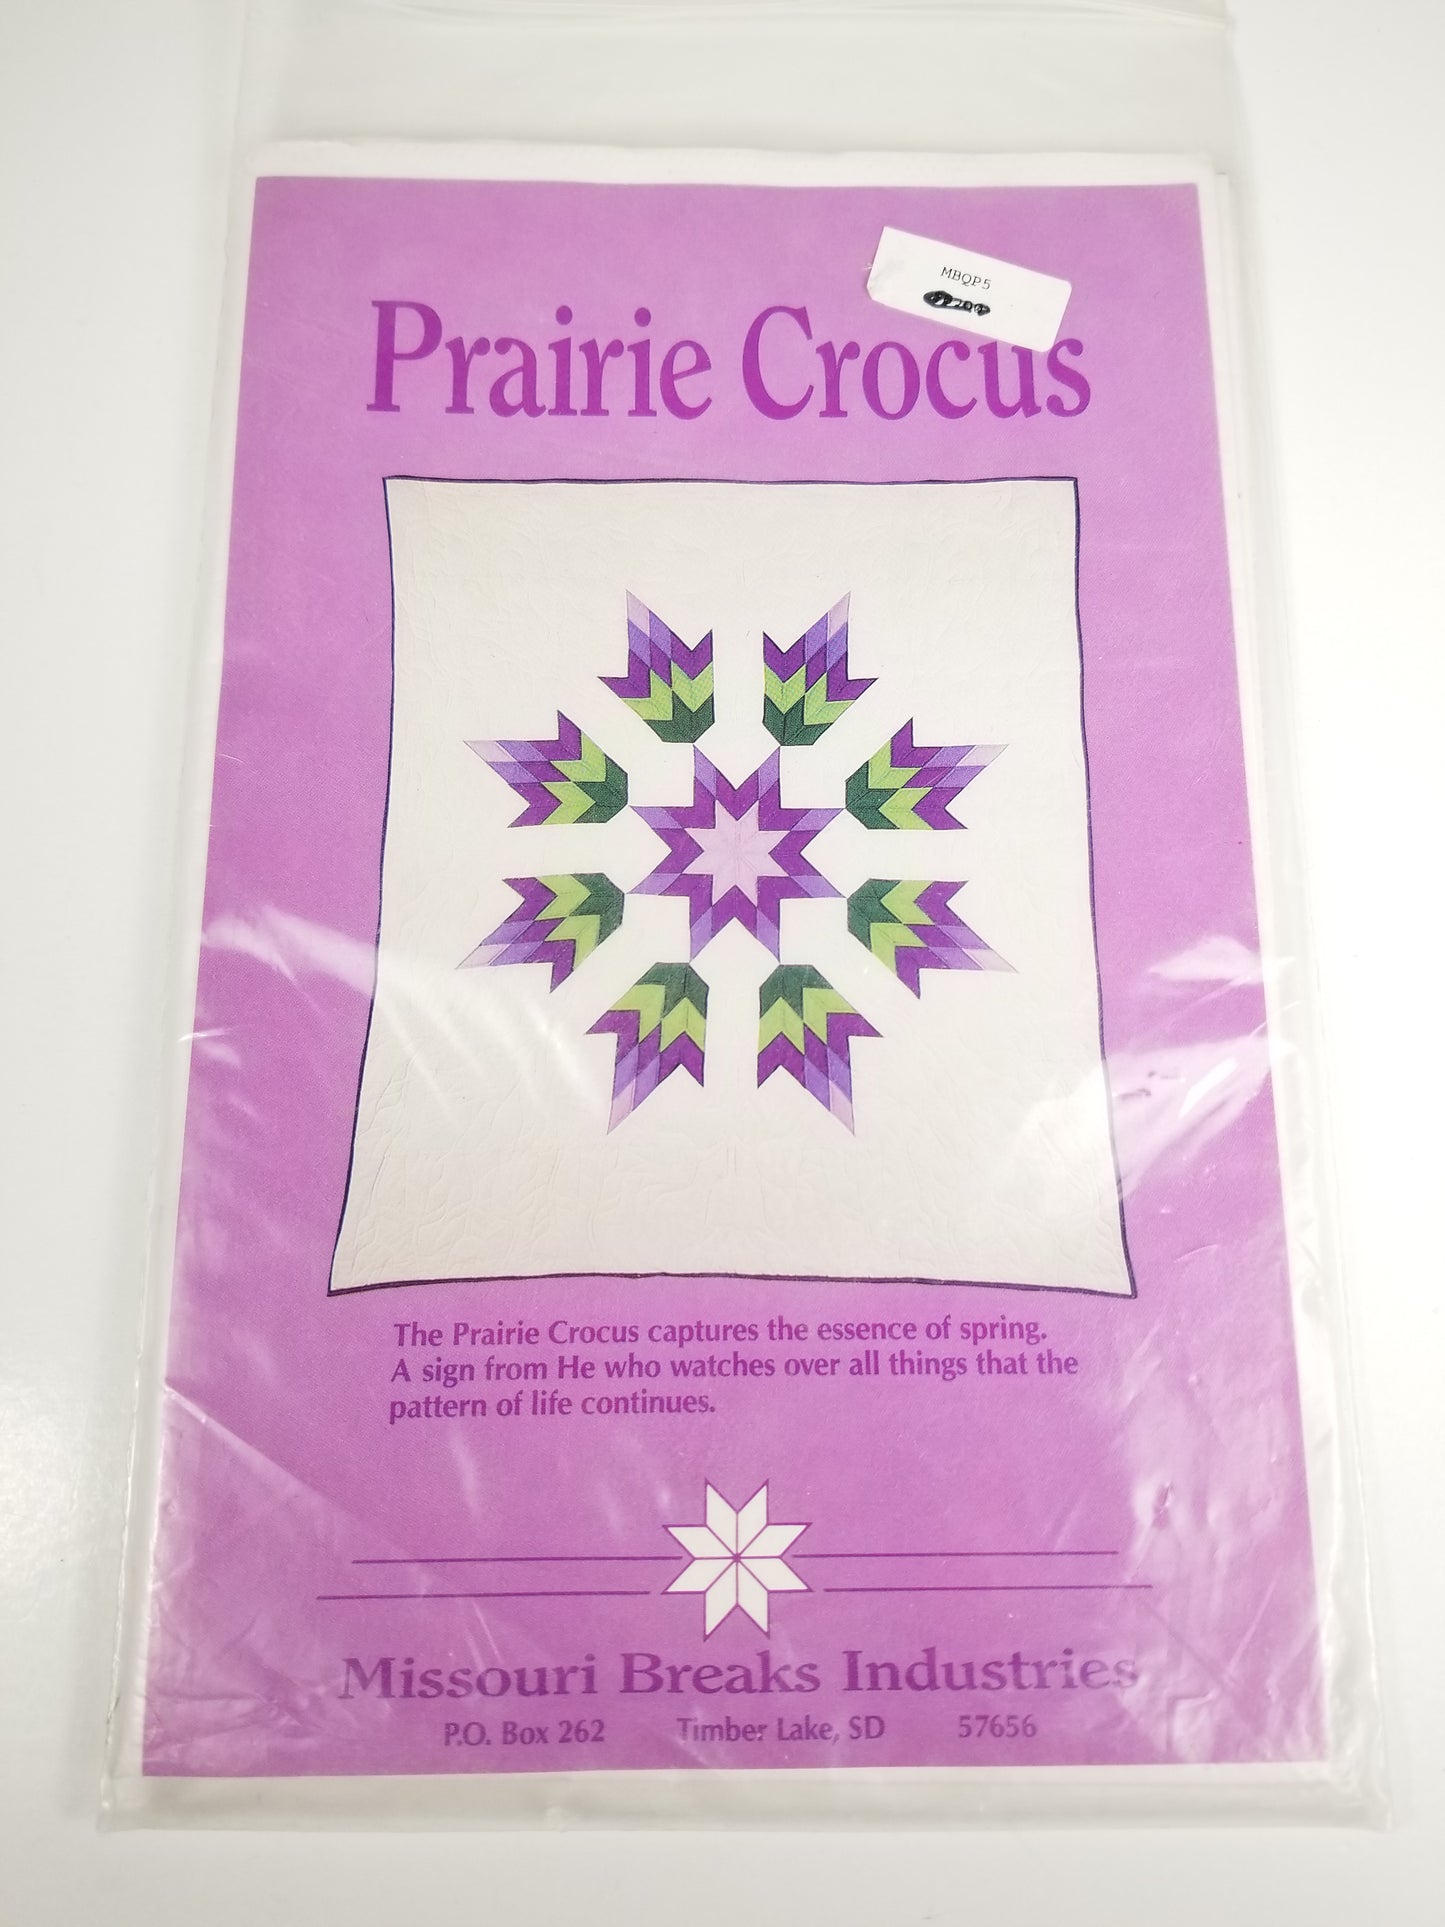 MBQP5
Prairie Crocus
The Prairie Crocus captures the essence of spring.
A sign from He who watches over all things that the
pattern of life continues.
Missouri Breaks Industries
P.O. Box 262 Timber Lake, SD 57656